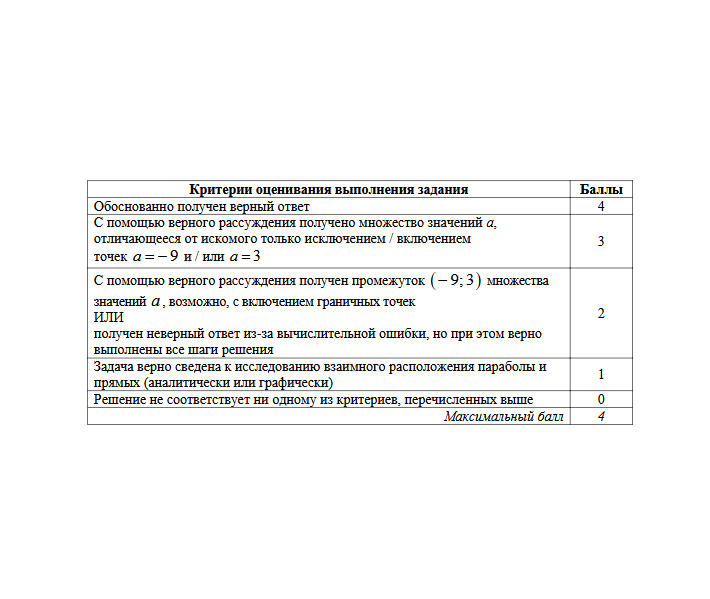 Критерии оценивания выполнения задания Баллы
Обоснованно получен верный ответ 4
С помощью верного рассуждения получено множество значений a,
отличающееся от искомого только исключением / включением
точек a = −9 и / или a = 3
3
С помощью верного рассуждения получен промежуток (−9; 3) множества
значений a, возможно, с включением граничных точек
ИЛИ
получен неверный ответ из-за вычислительной ошибки, но при этом верно
выполнены все шаги решения
2
Задача верно сведена к исследованию взаимного расположения параболы и
прямых (аналитически или графически)
1
Решение не соответствует ни одному из критериев, перечисленных выше 0
Максимальный балл 4